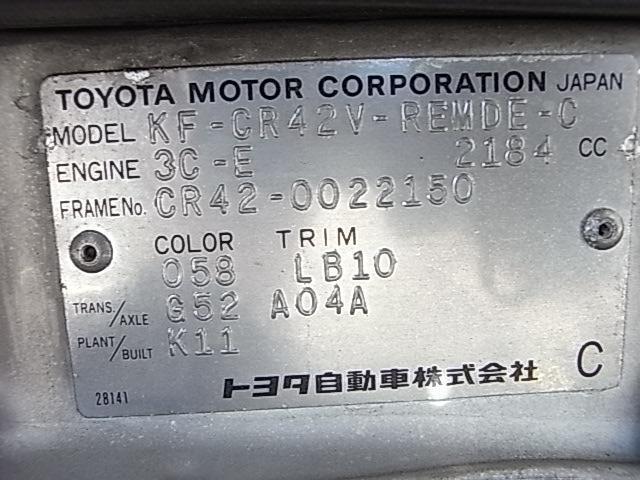 TOYOTA MOTOR CORPORATION JAPAN
MODEL KF-CR42V-REMDE-C
ENGINE 3C-E 2184 CC
FRAME No. CR42-0022150
COLOR TRIM
058 LB10
TRANS/AXLE G52 A04A
PLANT/BUILT K11
28141 トヨタ自動車株式会社 C